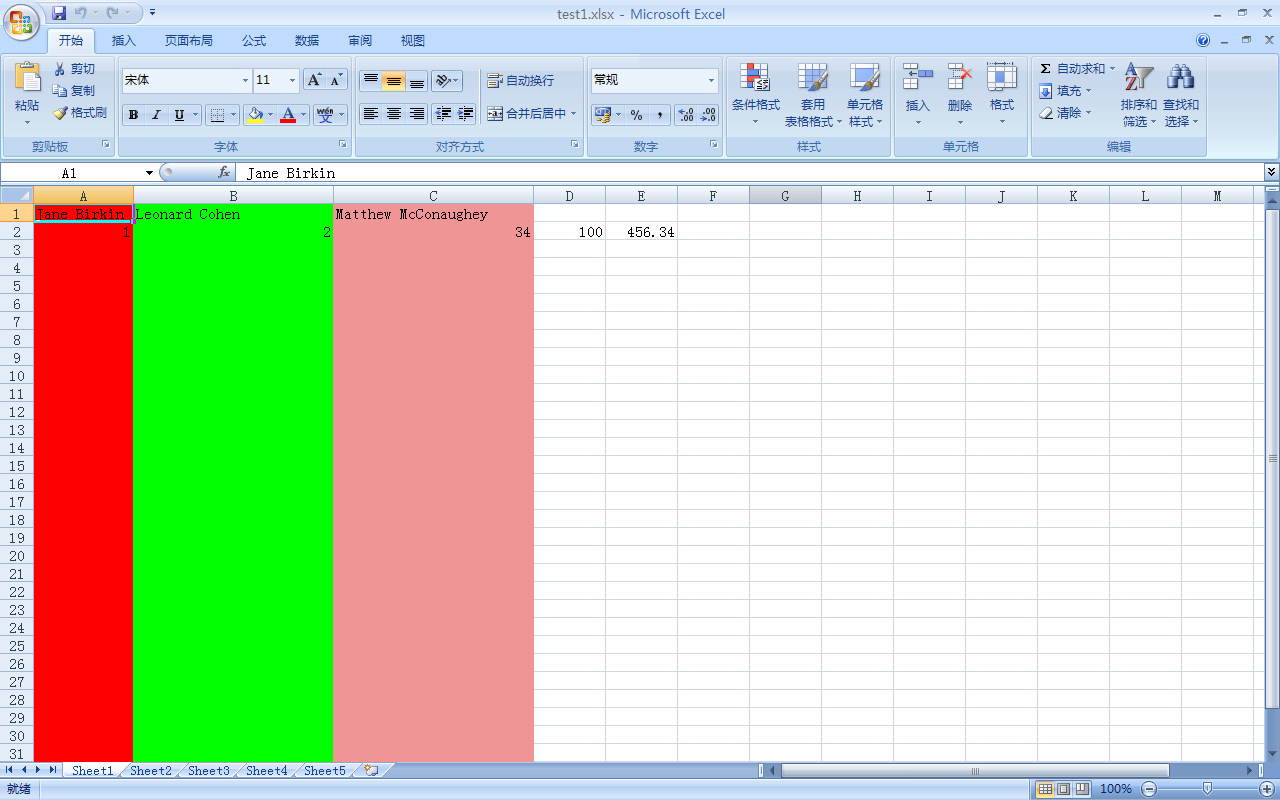 test1.xlsx - Microsoft Excel
开始 插入 页面布局 公式 数据 审阅 视图
粘贴 剪切 复制 格式刷 剪贴板
宋体 11 B I U wén 文 字体
自动换行 合并后居中 对齐方式
常规 % , 数字
条件格式 套用 表格格式 单元格 样式 样式
插入 删除 格式 单元格
Σ 自动求和 填充 清除 排序和 筛选 查找和 选择 编辑
A1 fx Jane Birkin
A B C D E F G H I J K L M
1 Jane Birkin Leonard Cohen Matthew McConaughey
2 1 2 34 100 456.34
3
4
5
6
7
8
9
10
11
12
13
14
15
16
17
18
19
20
21
22
23
24
25
26
27
28
29
30
31
Sheet1 Sheet2 Sheet3 Sheet4 Sheet5
就绪 100%